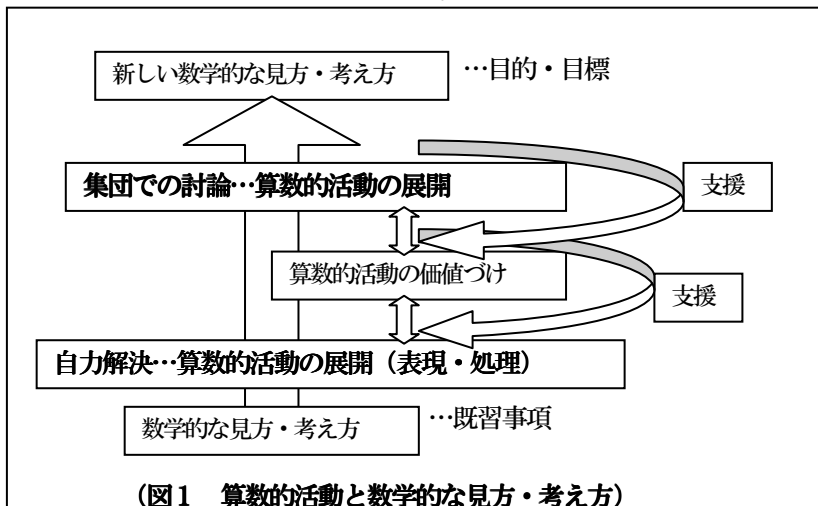 新しい数学的な見方・考え方
…目的・目標
集団での討論…算数的活動の展開
支援
算数的活動の価値づけ
支援
自力解決…算数的活動の展開（表現・処理）
数学的な見方・考え方
…既習事項
（図１　算数的活動と数学的な見方・考え方）